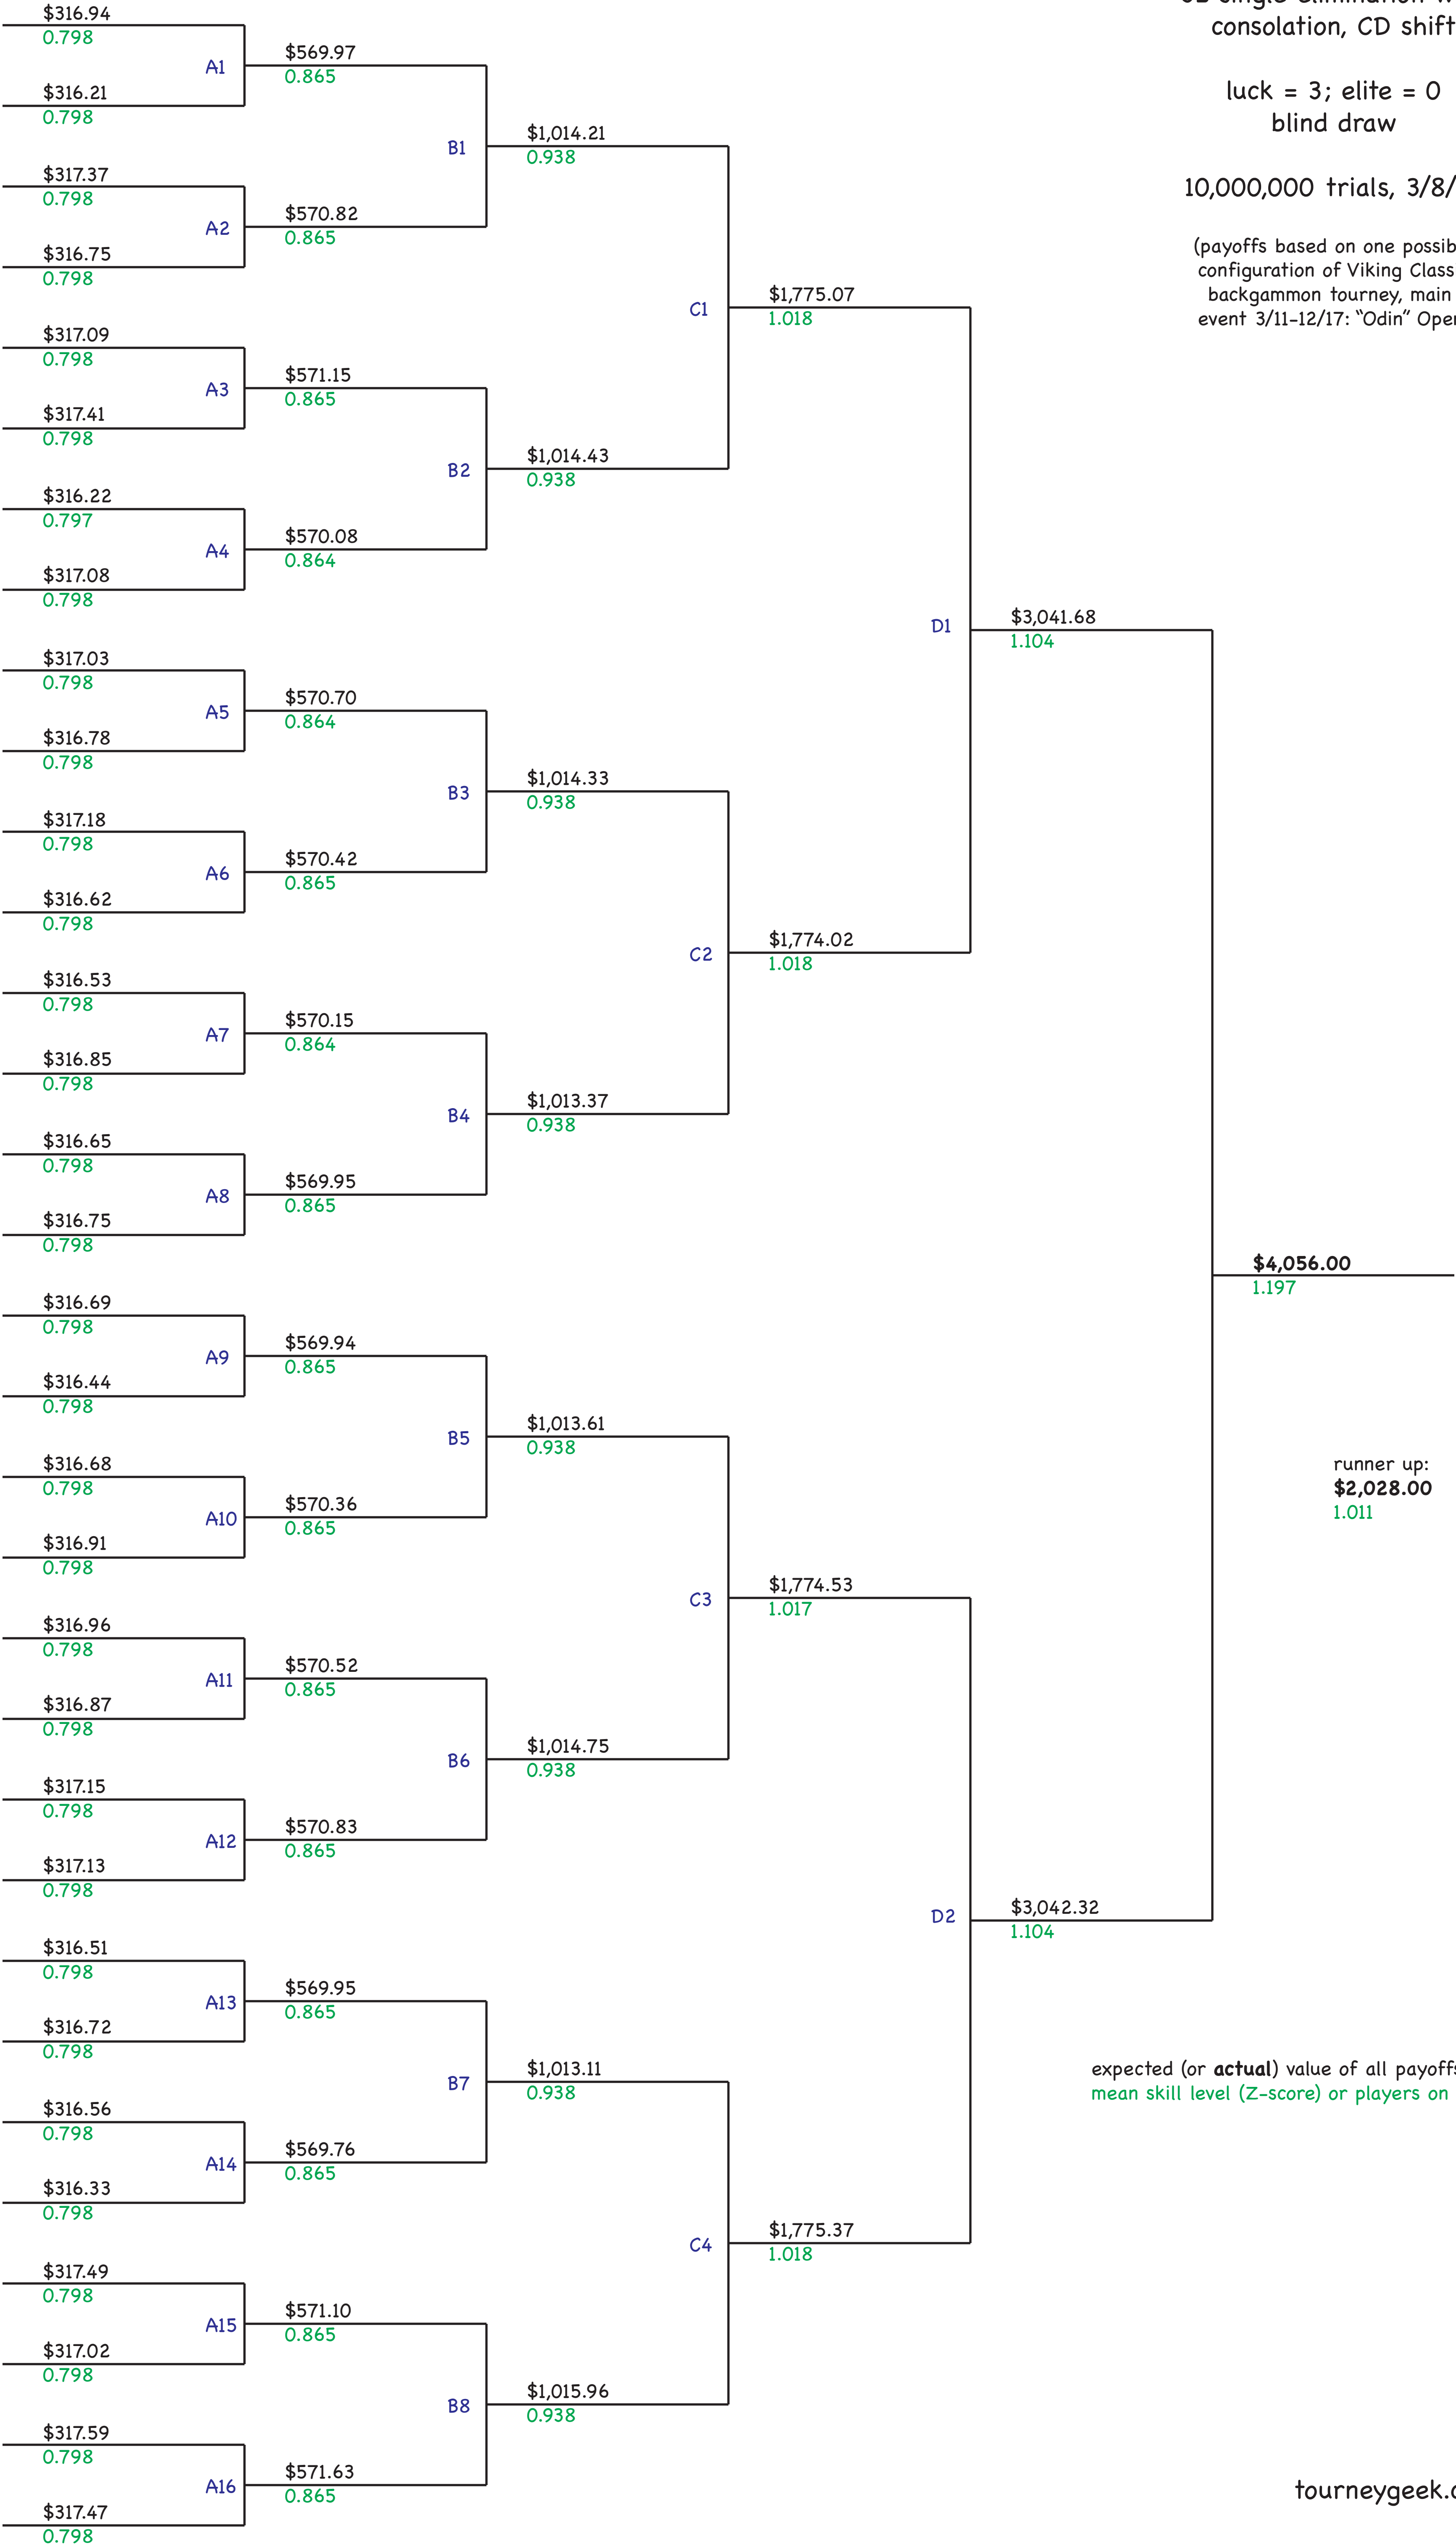 $316.94
0.798
A1
$316.21
0.798
$569.97
0.865
$317.37
0.798
A2
$316.75
0.798
$570.82
0.865
B1
$1,014.21
0.938
$317.09
0.798
A3
$317.41
0.798
$571.15
0.865
$316.22
0.797
A4
$317.08
0.798
$570.08
0.864
B2
$1,014.43
0.938
C1
$1,775.07
1.018
$317.03
0.798
A5
$316.78
0.798
$570.70
0.864
$317.18
0.798
A6
$316.62
0.798
$570.42
0.865
B3
$1,014.33
0.938
$316.53
0.798
A7
$316.85
0.798
$570.15
0.864
$316.65
0.798
A8
$316.75
0.798
$569.95
0.865
B4
$1,013.37
0.938
C2
$1,774.02
1.018
D1
$3,041.68
1.104
$316.69
0.798
A9
$316.44
0.798
$569.94
0.865
$316.68
0.798
A10
$316.91
0.798
$570.36
0.865
B5
$1,013.61
0.938
$316.96
0.798
A11
$316.87
0.798
$570.52
0.865
$317.15
0.798
A12
$317.13
0.798
$570.83
0.865
B6
$1,014.75
0.938
C3
$1,774.53
1.017
$316.51
0.798
A13
$316.72
0.798
$569.95
0.865
$316.56
0.798
A14
$316.33
0.798
$569.76
0.865
B7
$1,013.11
0.938
$317.49
0.798
A15
$317.02
0.798
$571.10
0.865
$317.59
0.798
A16
$317.47
0.798
$571.63
0.865
B8
$1,015.96
0.938
C4
$1,775.37
1.018
D2
$3,042.32
1.104
$4,056.00
1.197
single elimination
consolation, CD shift
luck = 3; elite = 0
blind draw
10,000,000 trials, 3/8/
(payoffs based on one possib
configuration of Viking Class
backgammon tourney, main
event 3/11-12/17: “Odin” Ope
runner up:
$2,028.00
1.011
expected (or actual) value of all payoffs
mean skill level (Z-score) or players on
tourneygeek.